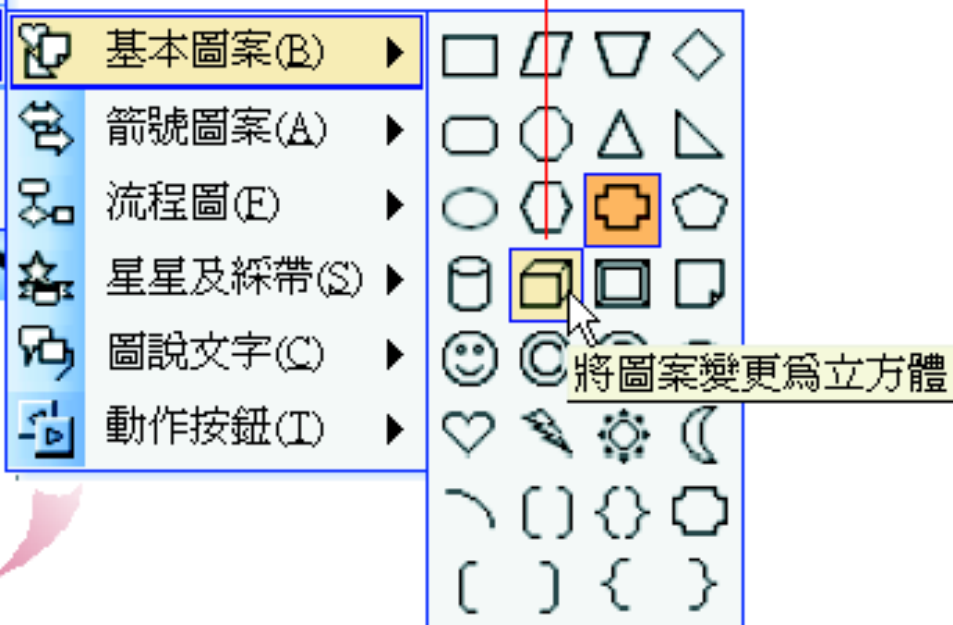 基本圖案(B)
箭號圖案(A)
流程圖(F)
星星及綵帶(S)
圖說文字(C)
動作按鈕(T)
將圖案變更爲立方體